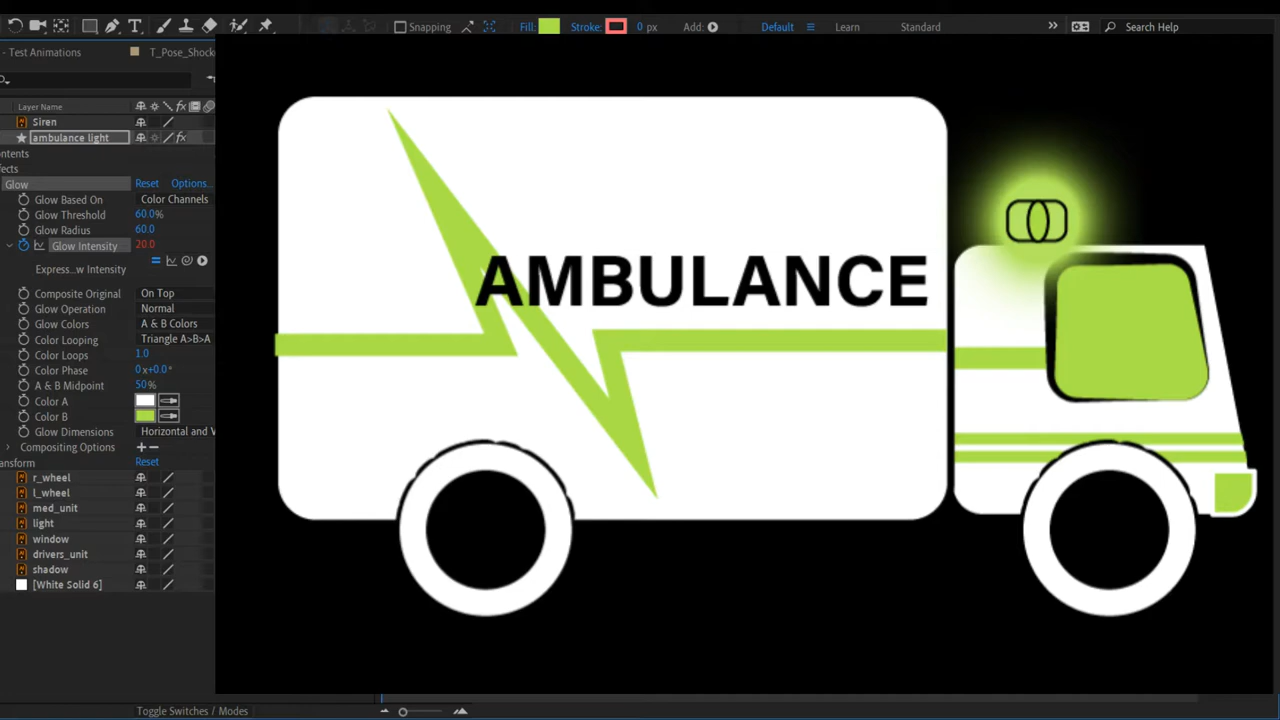 Snapping
Fill:
Stroke:
0 px
Add:
Default
Learn
Standard
Search Help
- Test Animations
T_Pose_Shock
Layer Name
Siren
ambulance light
Glow
Reset
Options...
Glow Based On
Color Channels
Glow Threshold
60.0%
Glow Radius
60.0
Glow Intensity
20.0
Express...w Intensity
Composite Original
On Top
Glow Operation
Normal
Glow Colors
A & B Colors
Color Looping
Triangle A>B>A
Color Loops
1.0
Color Phase
0 x+0.0°
A & B Midpoint
50%
Color A
Color B
Glow Dimensions
Horizontal and V
Compositing Options
Reset
r_wheel
l_wheel
med_unit
light
window
drivers_unit
shadow
[White Solid 6]
Toggle Switches / Modes
AMBULANCE